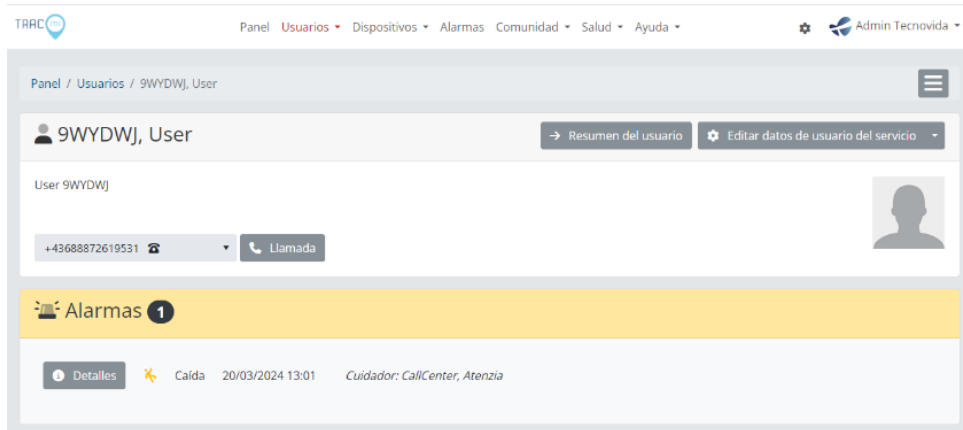 TRACMe
Panel Usuarios Dispositivos Alarmas Comunidad Salud Ayuda Admin Tecnovida
Panel / Usuarios / 9WYDWJ, User
9WYDWJ, User
Resumen del usuario Editar datos de usuario del servicio
User 9WYDWJ
+43688872619531 Llamada
Alarmas 1
Detalles Caída 20/03/2024 13:01 Cuidador: CallCenter, Atenzia